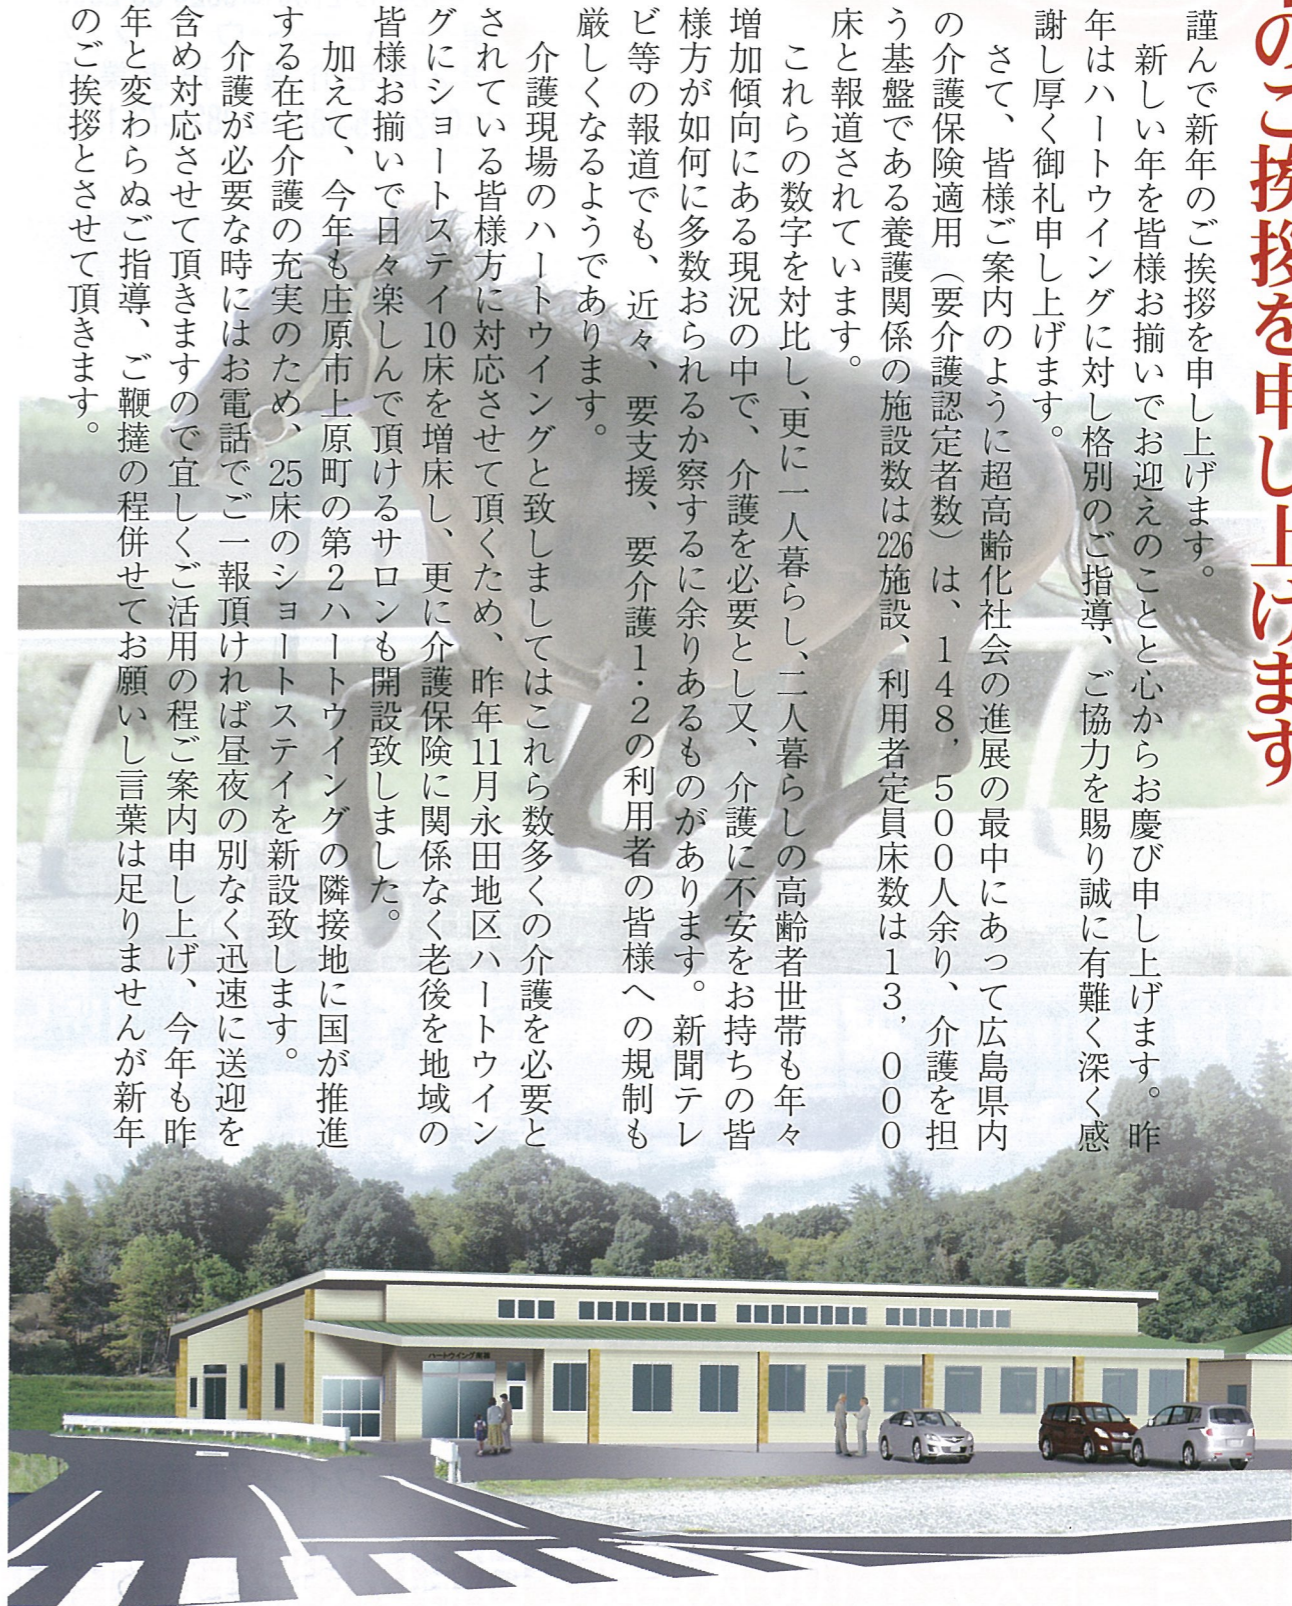 のご挨拶を申し上げます
謹んで新年のご挨拶を申し上げます。
新しい年を皆様お揃いでお迎えのことと心からお慶び申し上げます。昨
年はハートウイングに対し格別のご指導、ご協力を賜り誠に有難く深く感
謝し厚く御礼申し上げます。
さて、皆様ご案内のように超高齢化社会の進展の最中にあって広島県内
の介護保険適用（要介護認定者数）は、148,500人余り、介護を担
う基盤である養護関係の施設数は226施設、利用者定員床数は13,000
床と報道されています。
これらの数字を対比し、更に一人暮らし、二人暮らしの高齢者世帯も年々
増加傾向にある現況の中で、介護を必要とし又、介護に不安をお持ちの皆
様方が如何に多数おられるか察するに余りあるものがあります。新聞テレ
ビ等の報道でも、近々、要支援、要介護1・2の利用者の皆様への規制も
厳しくなるようであります。
介護現場のハートウイングと致しましてはこれら数多くの介護を必要と
されている皆様方に対応させて頂くため、昨年11月永田地区ハートウイン
グにショートステイ10床を増床し、更に介護保険に関係なく老後を地域の
皆様お揃いで日々楽しんで頂けるサロンも開設致しました。
加えて、今年も庄原市上原町の第2ハートウイングの隣接地に国が推進
する在宅介護の充実のため、25床のショートステイを新設致します。
介護が必要な時にはお電話でご一報頂ければ昼夜の別なく迅速に送迎を
含め対応させて頂きますので宜しくご活用の程ご案内申し上げ、今年も昨
年と変わらぬご指導、ご鞭撻の程併せてお願いし言葉は足りませんが新年
のご挨拶とさせて頂きます。